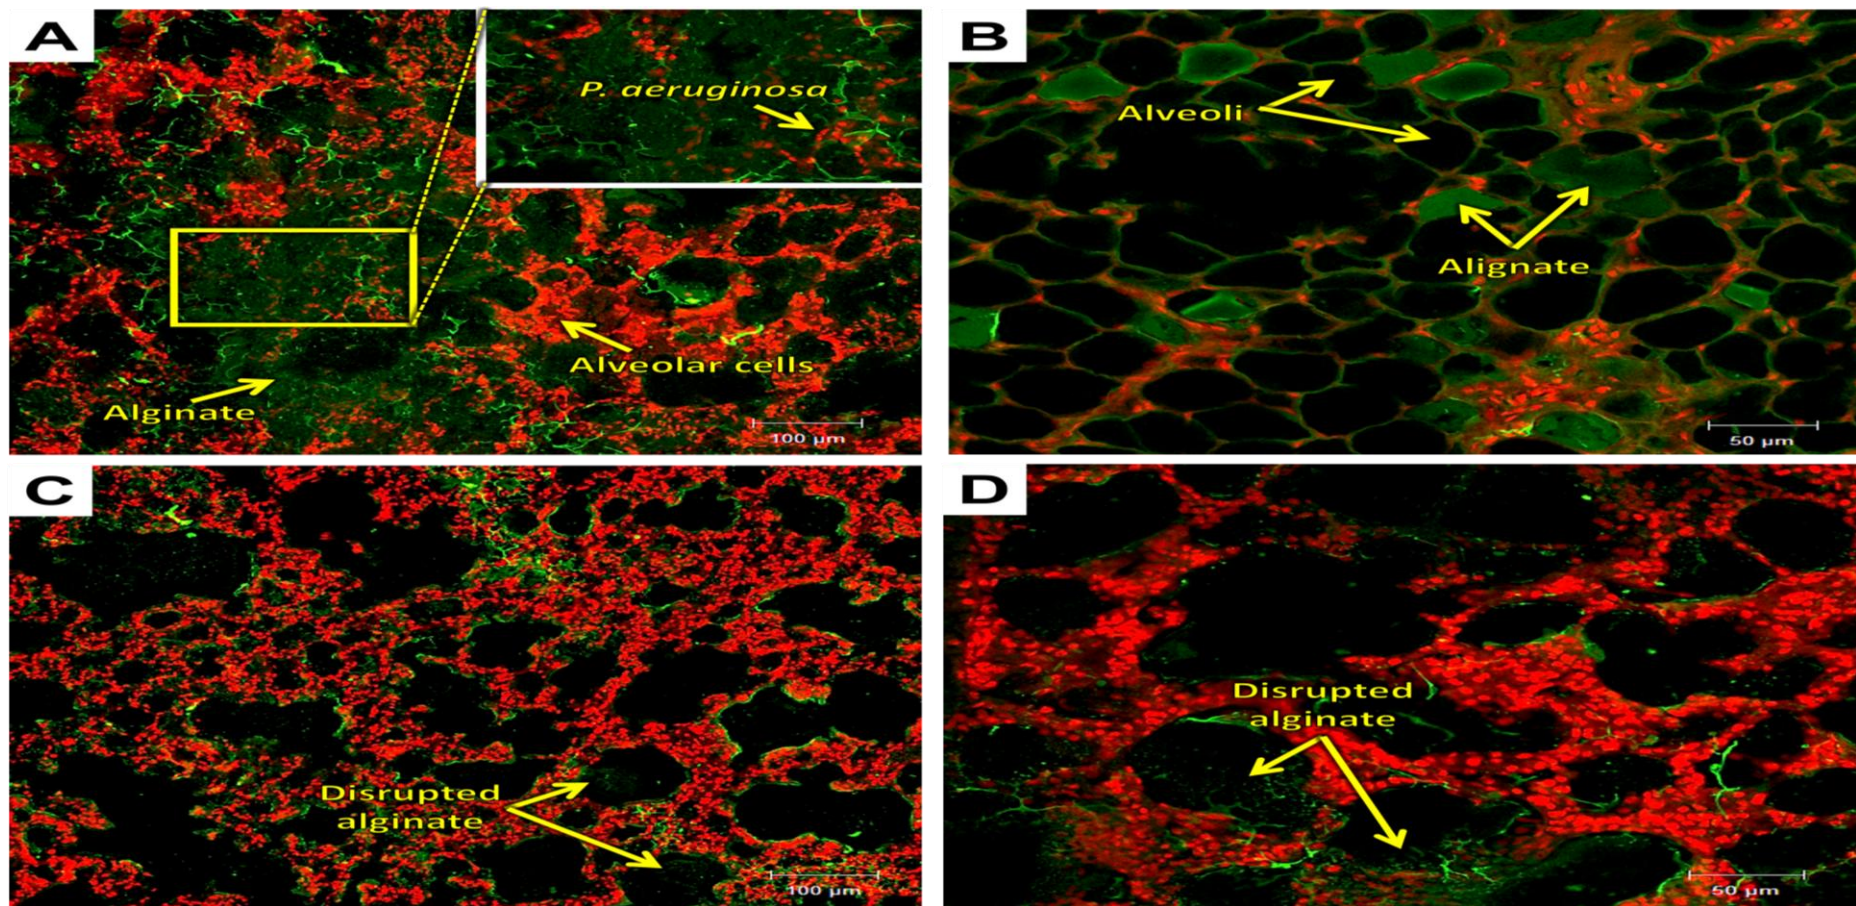 A
P. aeruginosa
Alveolar cells
Alginate
100 µm
B
Alveoli
Alignate
50 µm
C
Disrupted
alginate
100 µm
D
Disrupted
alginate
50 µm